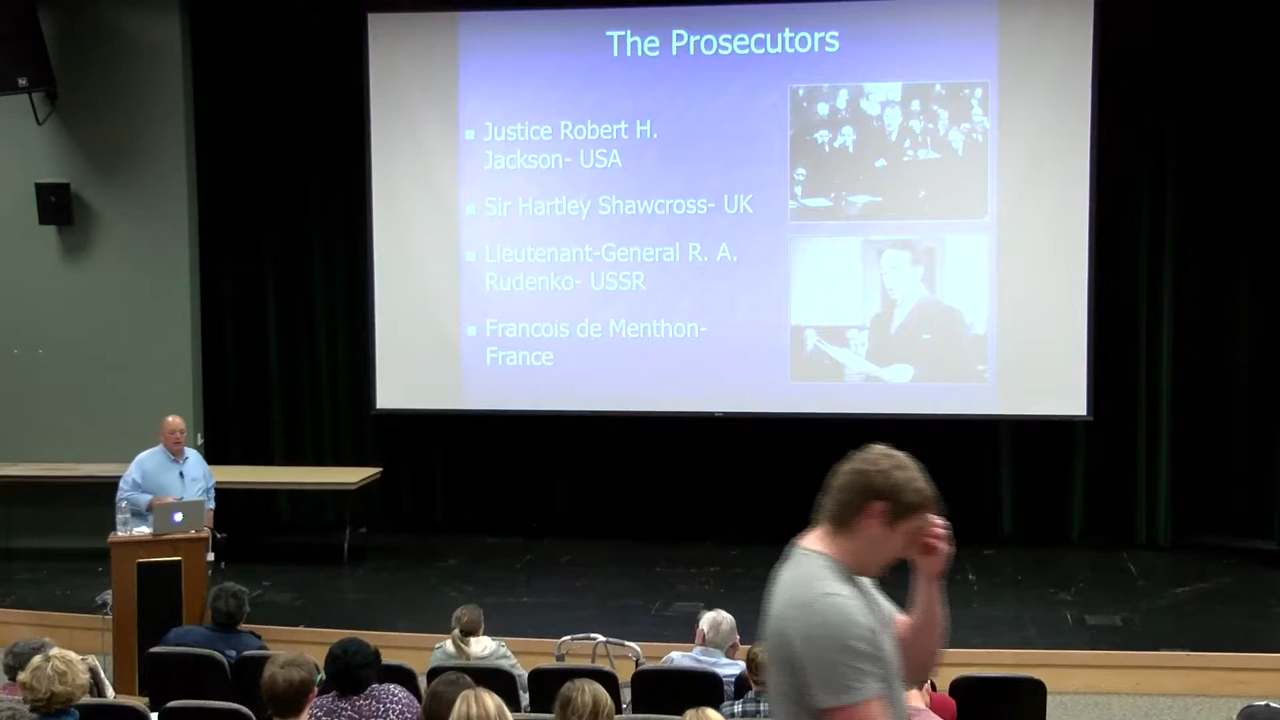 The Prosecutors
Justice Robert H.
Jackson- USA
Sir Hartley Shawcross- UK
Lieutenant-General R. A.
Rudenko- USSR
Francois de Menthon-
France